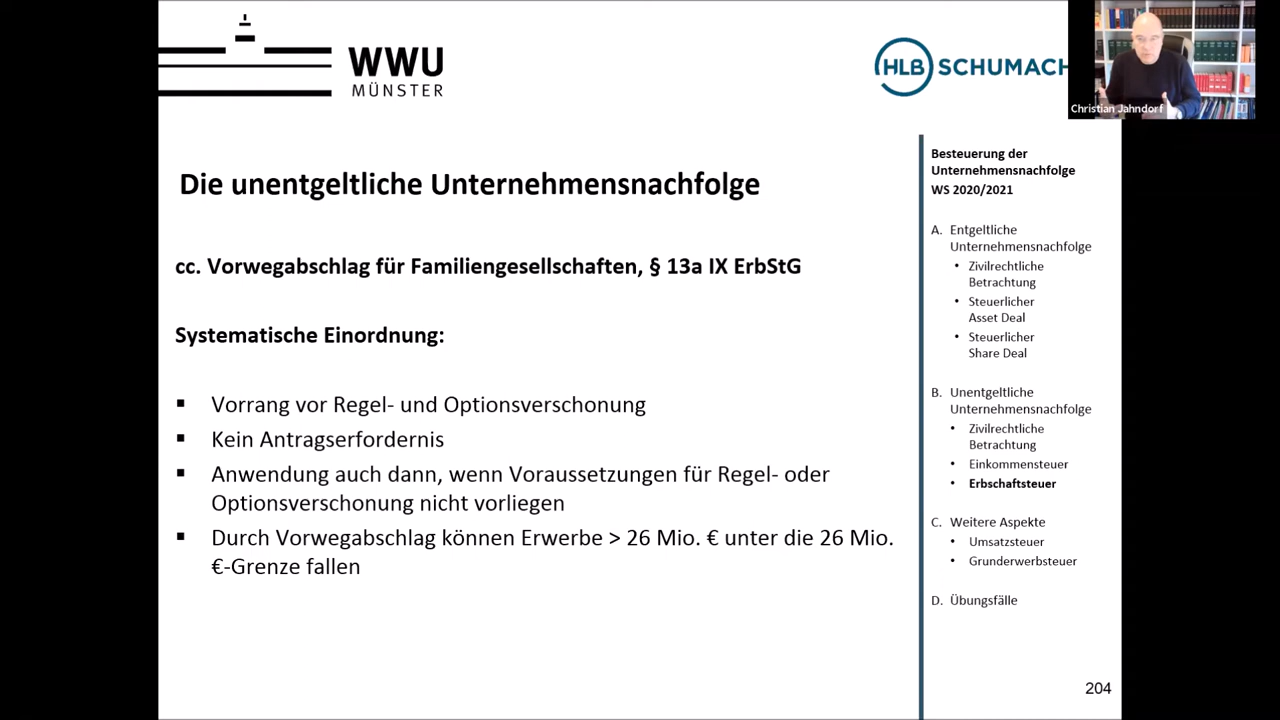 WWU
MÜNSTER
HLB SCHUMACH
Christian Jahndorf
Die unentgeltliche Unternehmensnachfolge
cc. Vorwegabschlag für Familiengesellschaften, § 13a IX ErbStG
Systematische Einordnung:
▪ Vorrang vor Regel- und Optionsverschonung
▪ Kein Antragserfordernis
▪ Anwendung auch dann, wenn Voraussetzungen für Regel- oder
Optionsverschonung nicht vorliegen
▪ Durch Vorwegabschlag können Erwerbe > 26 Mio. € unter die 26 Mio.
€-Grenze fallen
Besteuerung der
Unternehmensnachfolge
WS 2020/2021
A. Entgeltliche
Unternehmensnachfolge
• Zivilrechtliche
Betrachtung
• Steuerlicher
Asset Deal
• Steuerlicher
Share Deal
B. Unentgeltliche
Unternehmensnachfolge
• Zivilrechtliche
Betrachtung
• Einkommensteuer
• Erbschaftsteuer
C. Weitere Aspekte
• Umsatzsteuer
• Grunderwerbsteuer
D. Übungsfälle
204